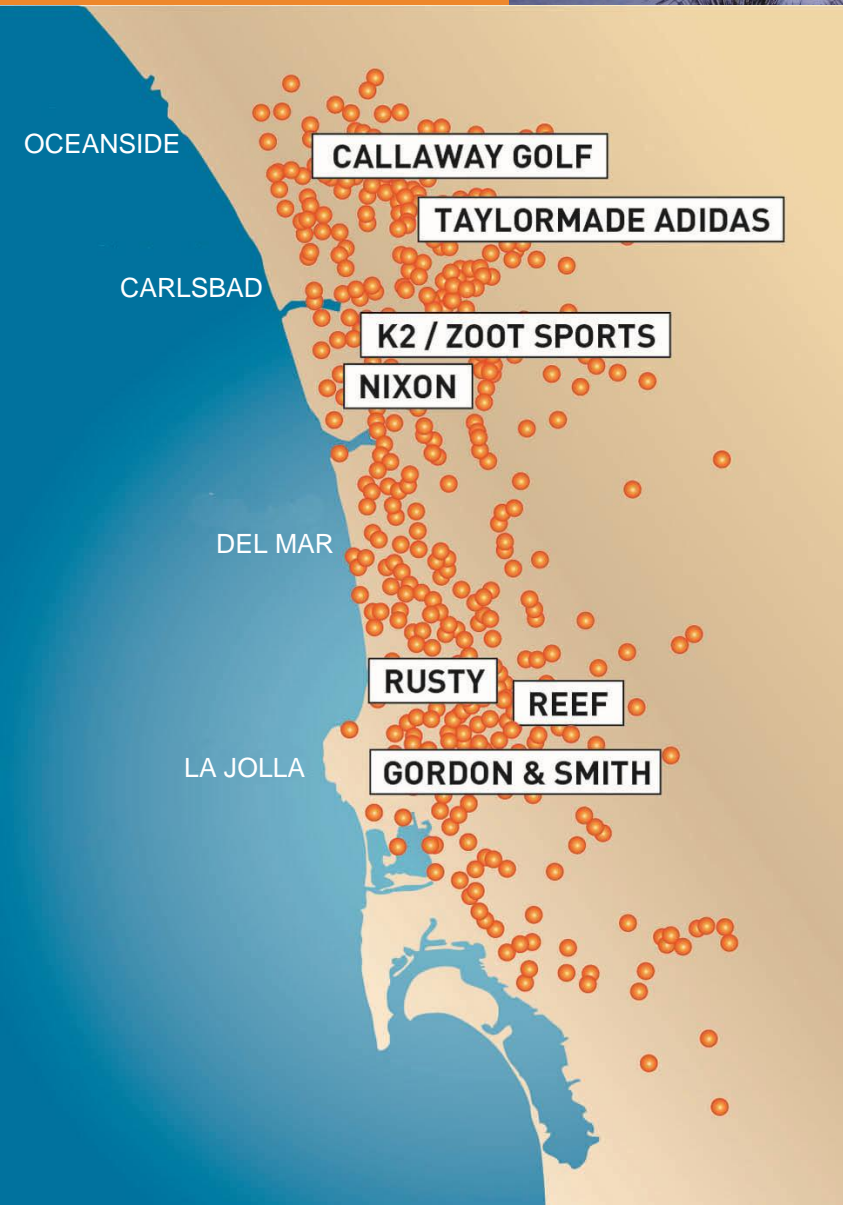 OCEANSIDE
CALLAWAY GOLF
TAYLORMADE ADIDAS
CARLSBAD
K2 / ZOOT SPORTS
NIXON
DEL MAR
RUSTY
REEF
LA JOLLA
GORDON & SMITH